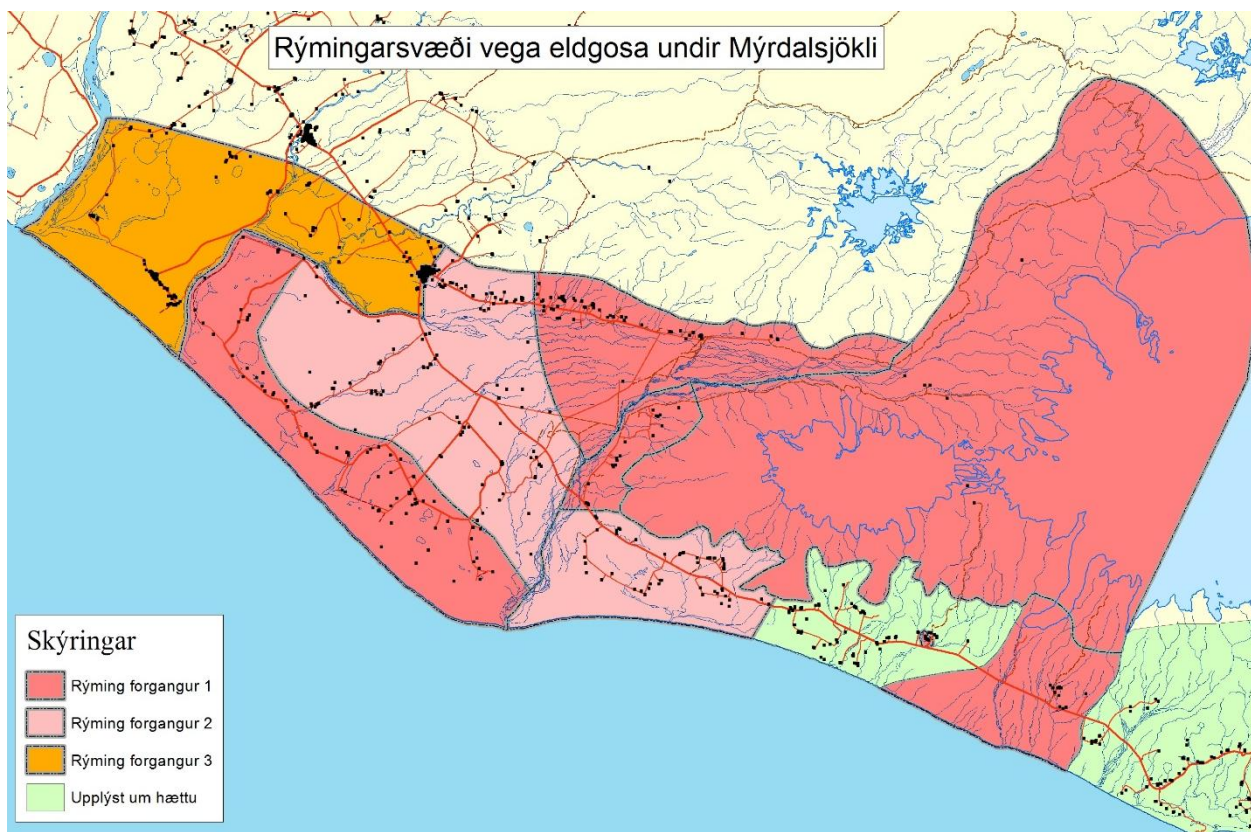 Rýmingarsvæði vega eldgosa undir Mýrdalsjökli
Skýringar
Rýming forgangur 1
Rýming forgangur 2
Rýming forgangur 3
Upplýst um hættu